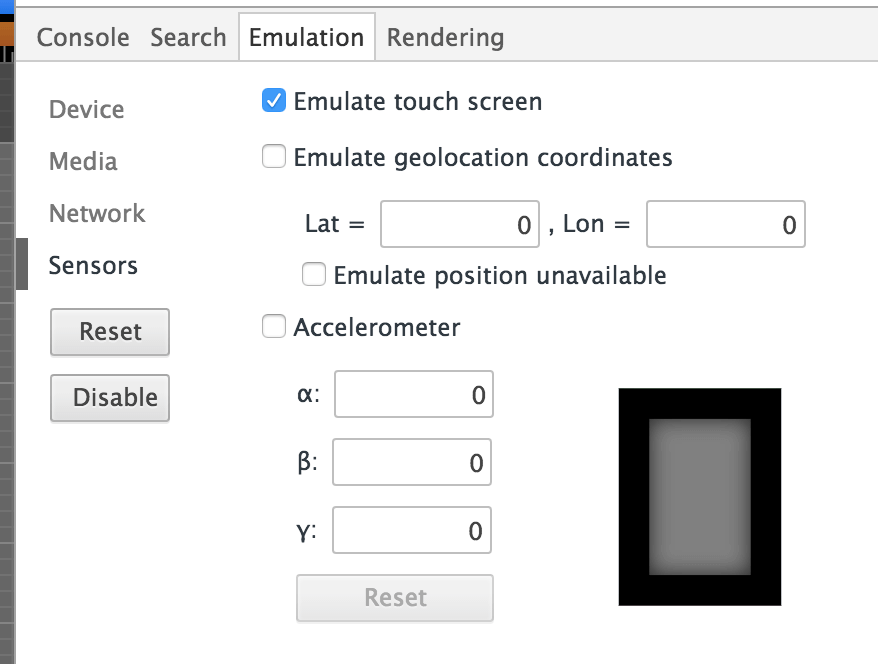 Console Search Emulation Rendering
Device
Media
Network
Sensors
Reset
Disable
Emulate touch screen
Emulate geolocation coordinates
Lat = 0 , Lon = 0
Emulate position unavailable
Accelerometer
α: 0
β: 0
γ: 0
Reset